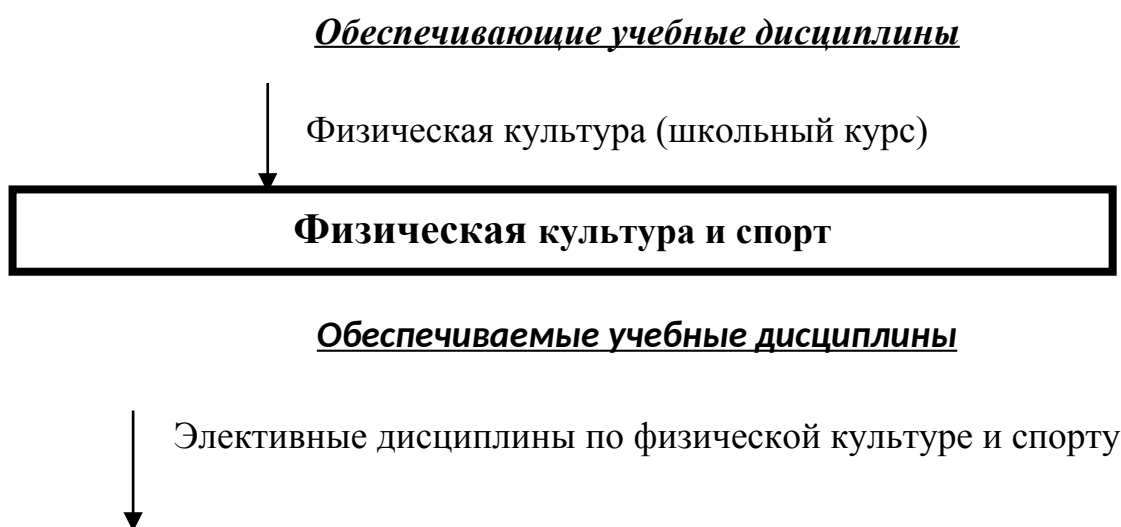 Обеспечивающие учебные дисциплины
Физическая культура (школьный курс)
Физическая культура и спорт
Обеспечиваемые учебные дисциплины
Элективные дисциплины по физической культуре и спорту